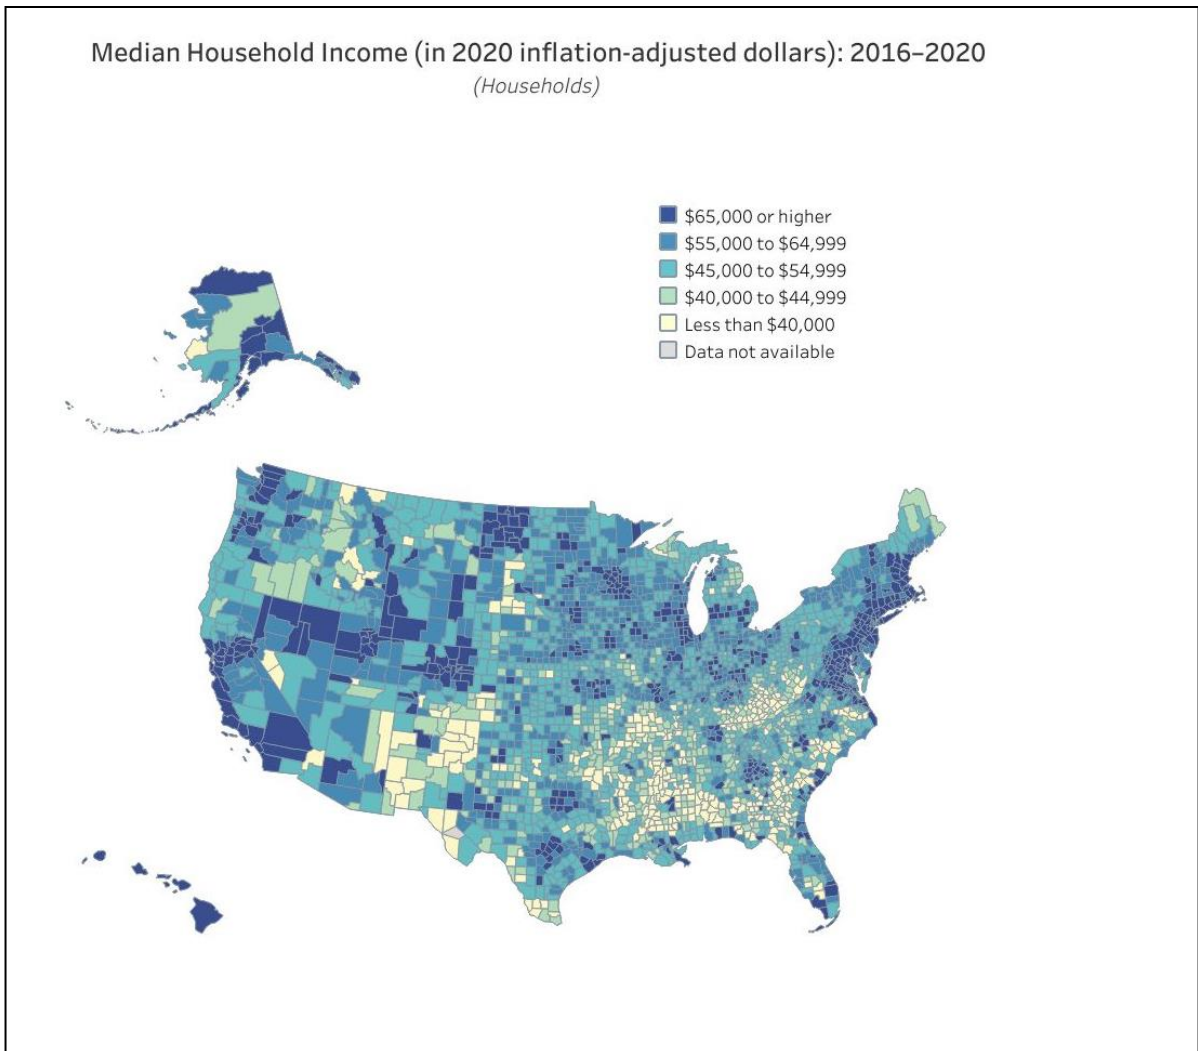 Median Household Income (in 2020 inflation-adjusted dollars): 2016–2020
(Households)
$65,000 or higher
$55,000 to $64,999
$45,000 to $54,999
$40,000 to $44,999
Less than $40,000
Data not available